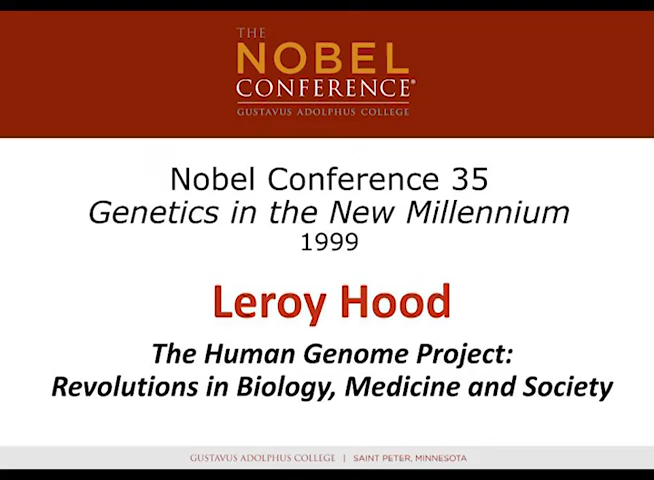 THE
NOBEL
CONFERENCE®
GUSTAVUS ADOLPHUS COLLEGE
Nobel Conference 35
Genetics in the New Millennium
1999
Leroy Hood
The Human Genome Project:
Revolutions in Biology, Medicine and Society
GUSTAVUS ADOLPHUS COLLEGE | SAINT PETER, MINNESOTA